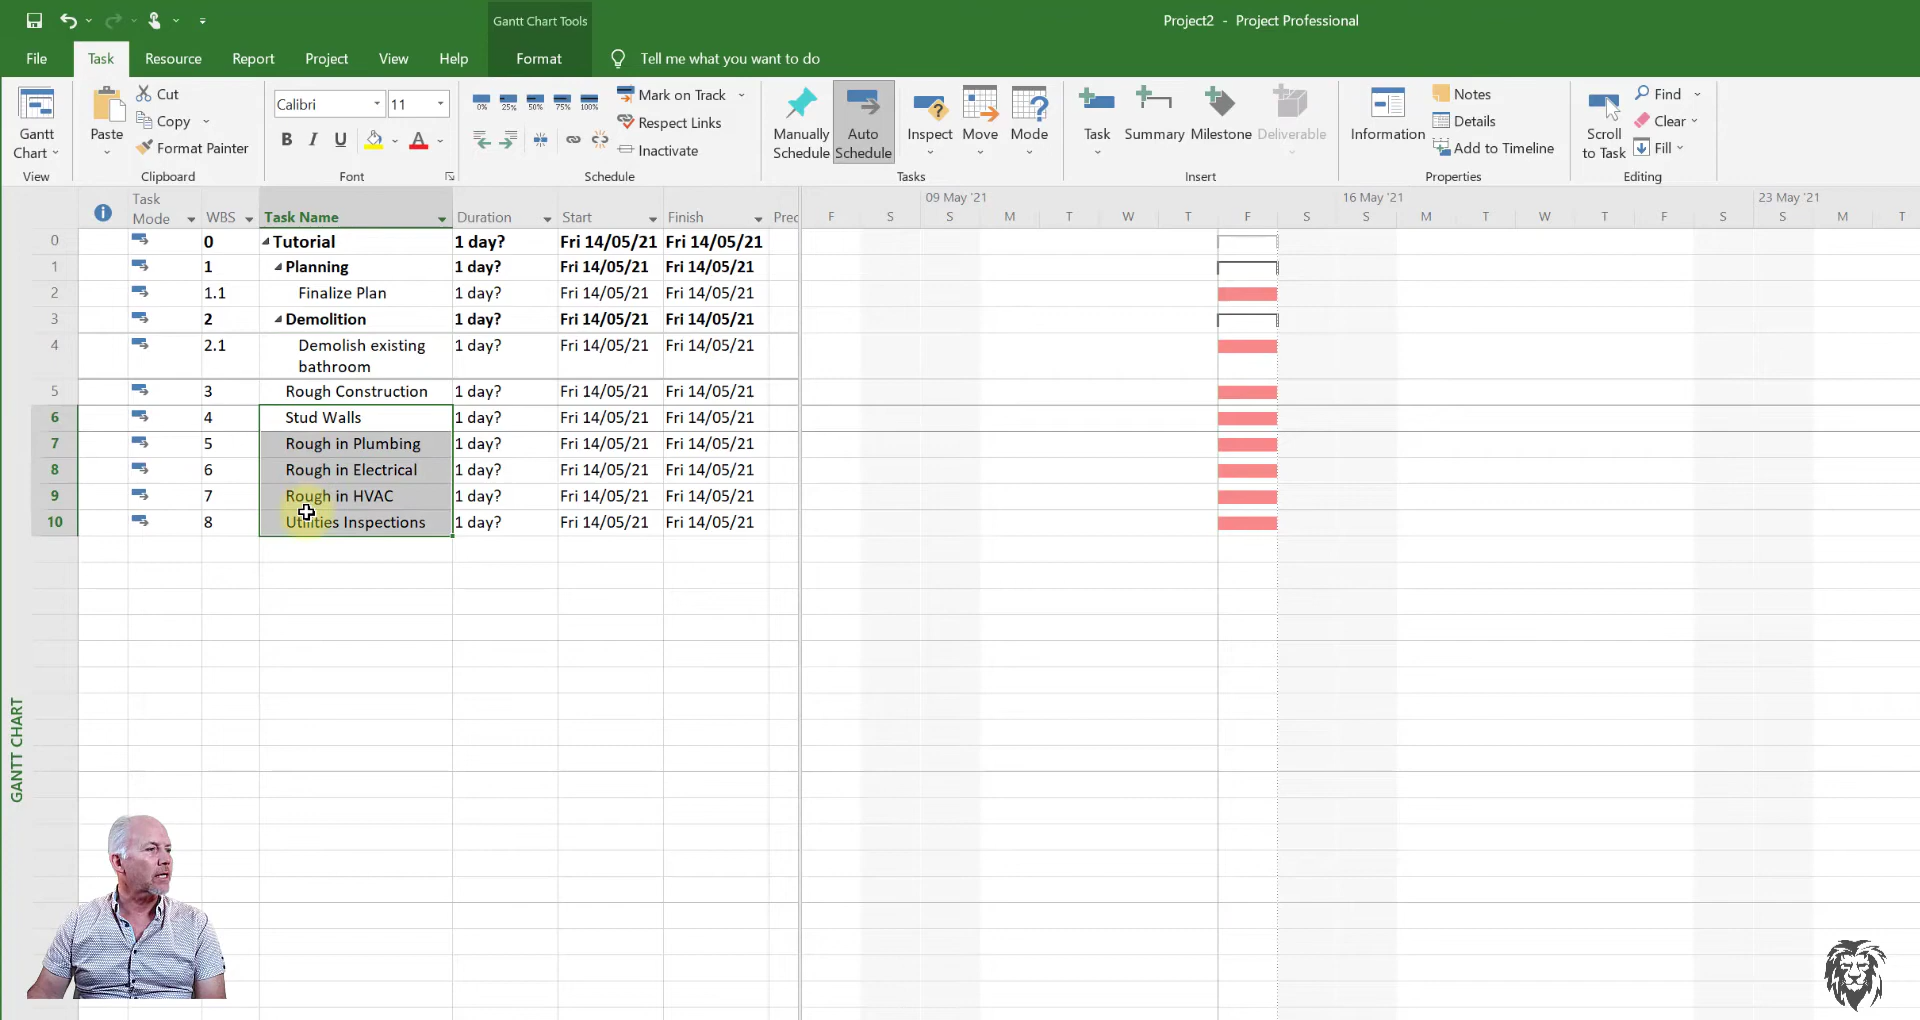 Gantt Chart Tools
Project2 - Project Professional
File Task Resource Report Project View Help Format Tell me what you want to do
Gantt Chart
View
Paste
Cut
Copy
Format Painter
Clipboard
Calibri 11
B I U A
Font
0% 25% 50% 75% 100%
Mark on Track
Respect Links
Inactivate
Schedule
Manually Schedule
Auto Schedule
Inspect
Move
Mode
Tasks
Task
Summary
Milestone
Deliverable
Insert
Information
Notes
Details
Add to Timeline
Properties
Scroll to Task
Find
Clear
Fill
Editing
Task Mode WBS Task Name Duration Start Finish Prec
09 May '21 16 May '21 23 May '21
F S S M T W T F S S M T W T F S S M T
0 0 Tutorial 1 day? Fri 14/05/21 Fri 14/05/21
1 1 Planning 1 day? Fri 14/05/21 Fri 14/05/21
2 1.1 Finalize Plan 1 day? Fri 14/05/21 Fri 14/05/21
3 2 Demolition 1 day? Fri 14/05/21 Fri 14/05/21
4 2.1 Demolish existing bathroom 1 day? Fri 14/05/21 Fri 14/05/21
5 3 Rough Construction 1 day? Fri 14/05/21 Fri 14/05/21
6 4 Stud Walls 1 day? Fri 14/05/21 Fri 14/05/21
7 5 Rough in Plumbing 1 day? Fri 14/05/21 Fri 14/05/21
8 6 Rough in Electrical 1 day? Fri 14/05/21 Fri 14/05/21
9 7 Rough in HVAC 1 day? Fri 14/05/21 Fri 14/05/21
10 8 Utilities Inspections 1 day? Fri 14/05/21 Fri 14/05/21
GANTT CHART